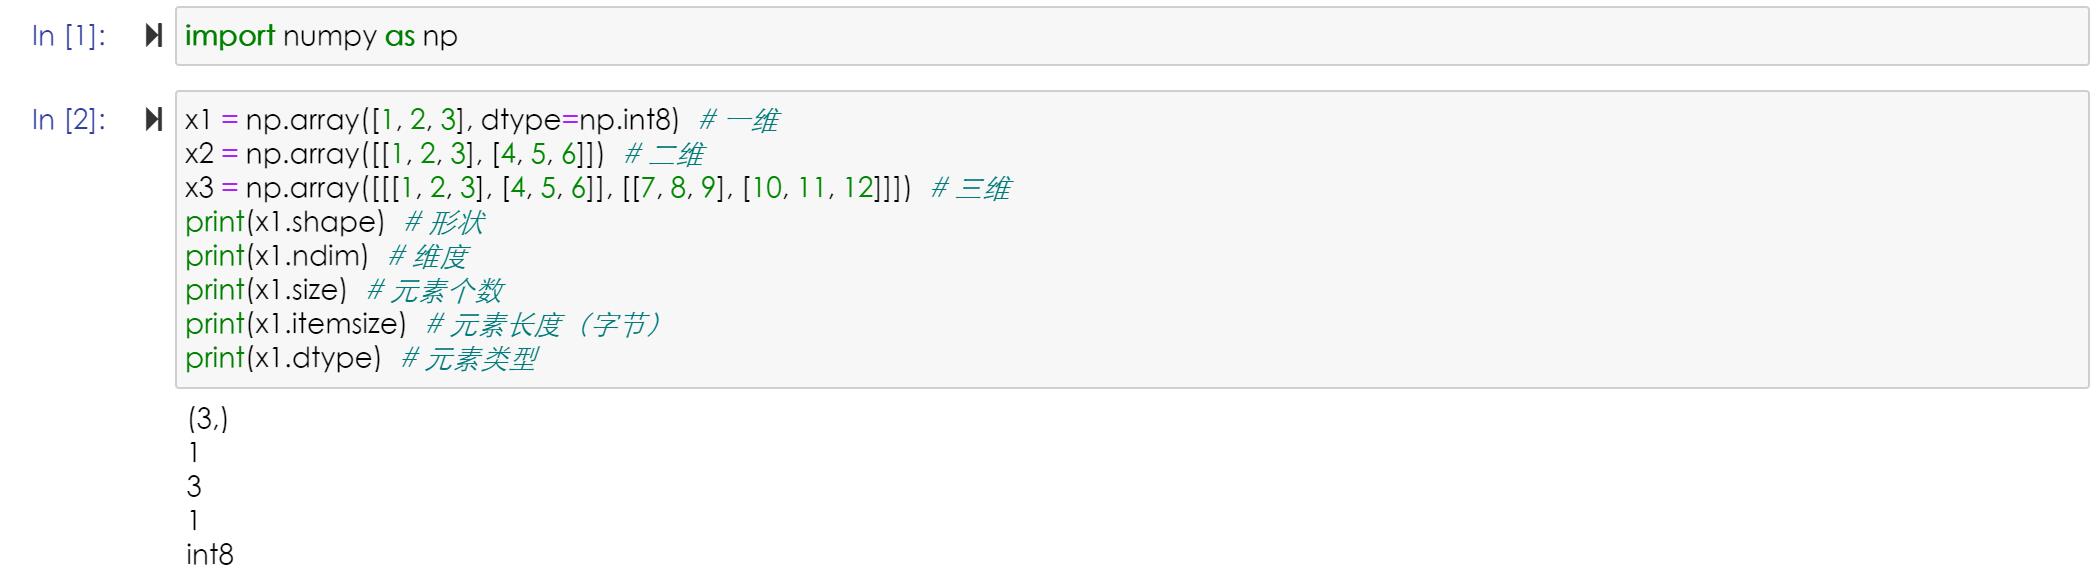 In [1]:
import numpy as np
In [2]:
x1 = np.array([1, 2, 3], dtype=np.int8)  # 一维
x2 = np.array([[1, 2, 3], [4, 5, 6]])  # 二维
x3 = np.array([[[1, 2, 3], [4, 5, 6]], [[7, 8, 9], [10, 11, 12]]])  # 三维
print(x1.shape)  # 形状
print(x1.ndim)  # 维度
print(x1.size)  # 元素个数
print(x1.itemsize)  # 元素长度（字节）
print(x1.dtype)  # 元素类型
(3,)
1
3
1
int8